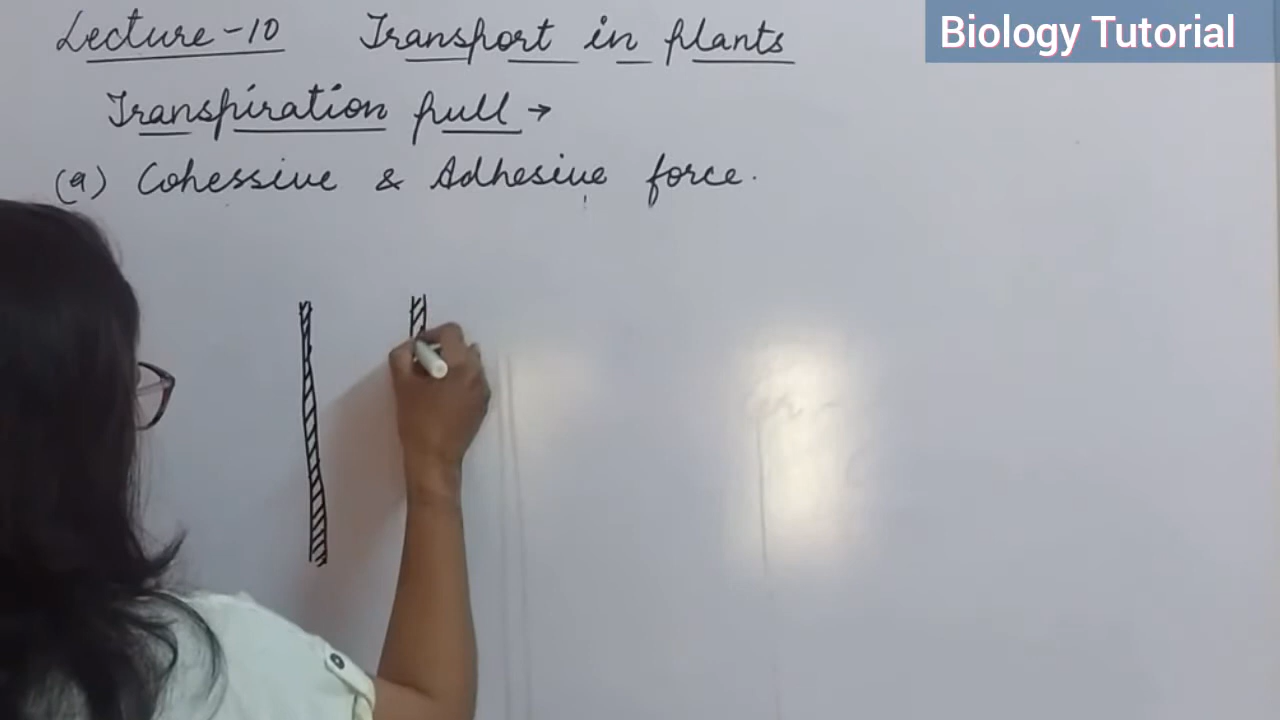 Lecture-10 Transport in plants
Biology Tutorial
Transpiration pull →
(a) Cohessive & Adhesive force.